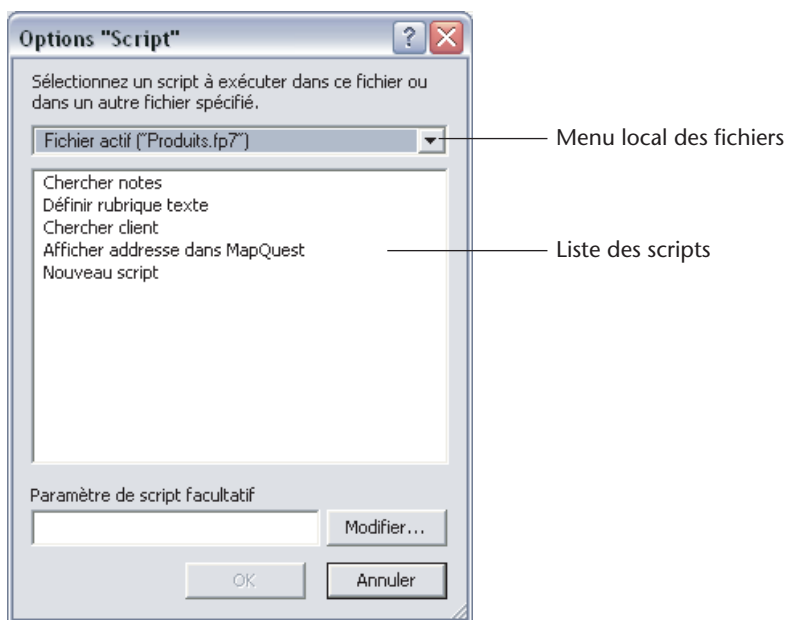 Options "Script"
Sélectionnez un script à exécuter dans ce fichier ou
dans un autre fichier spécifié.
Fichier actif ("Produits.fp7")
Menu local des fichiers
Chercher notes
Définir rubrique texte
Chercher client
Afficher addresse dans MapQuest
Liste des scripts
Nouveau script
Paramètre de script facultatif
Modifier...
OK
Annuler